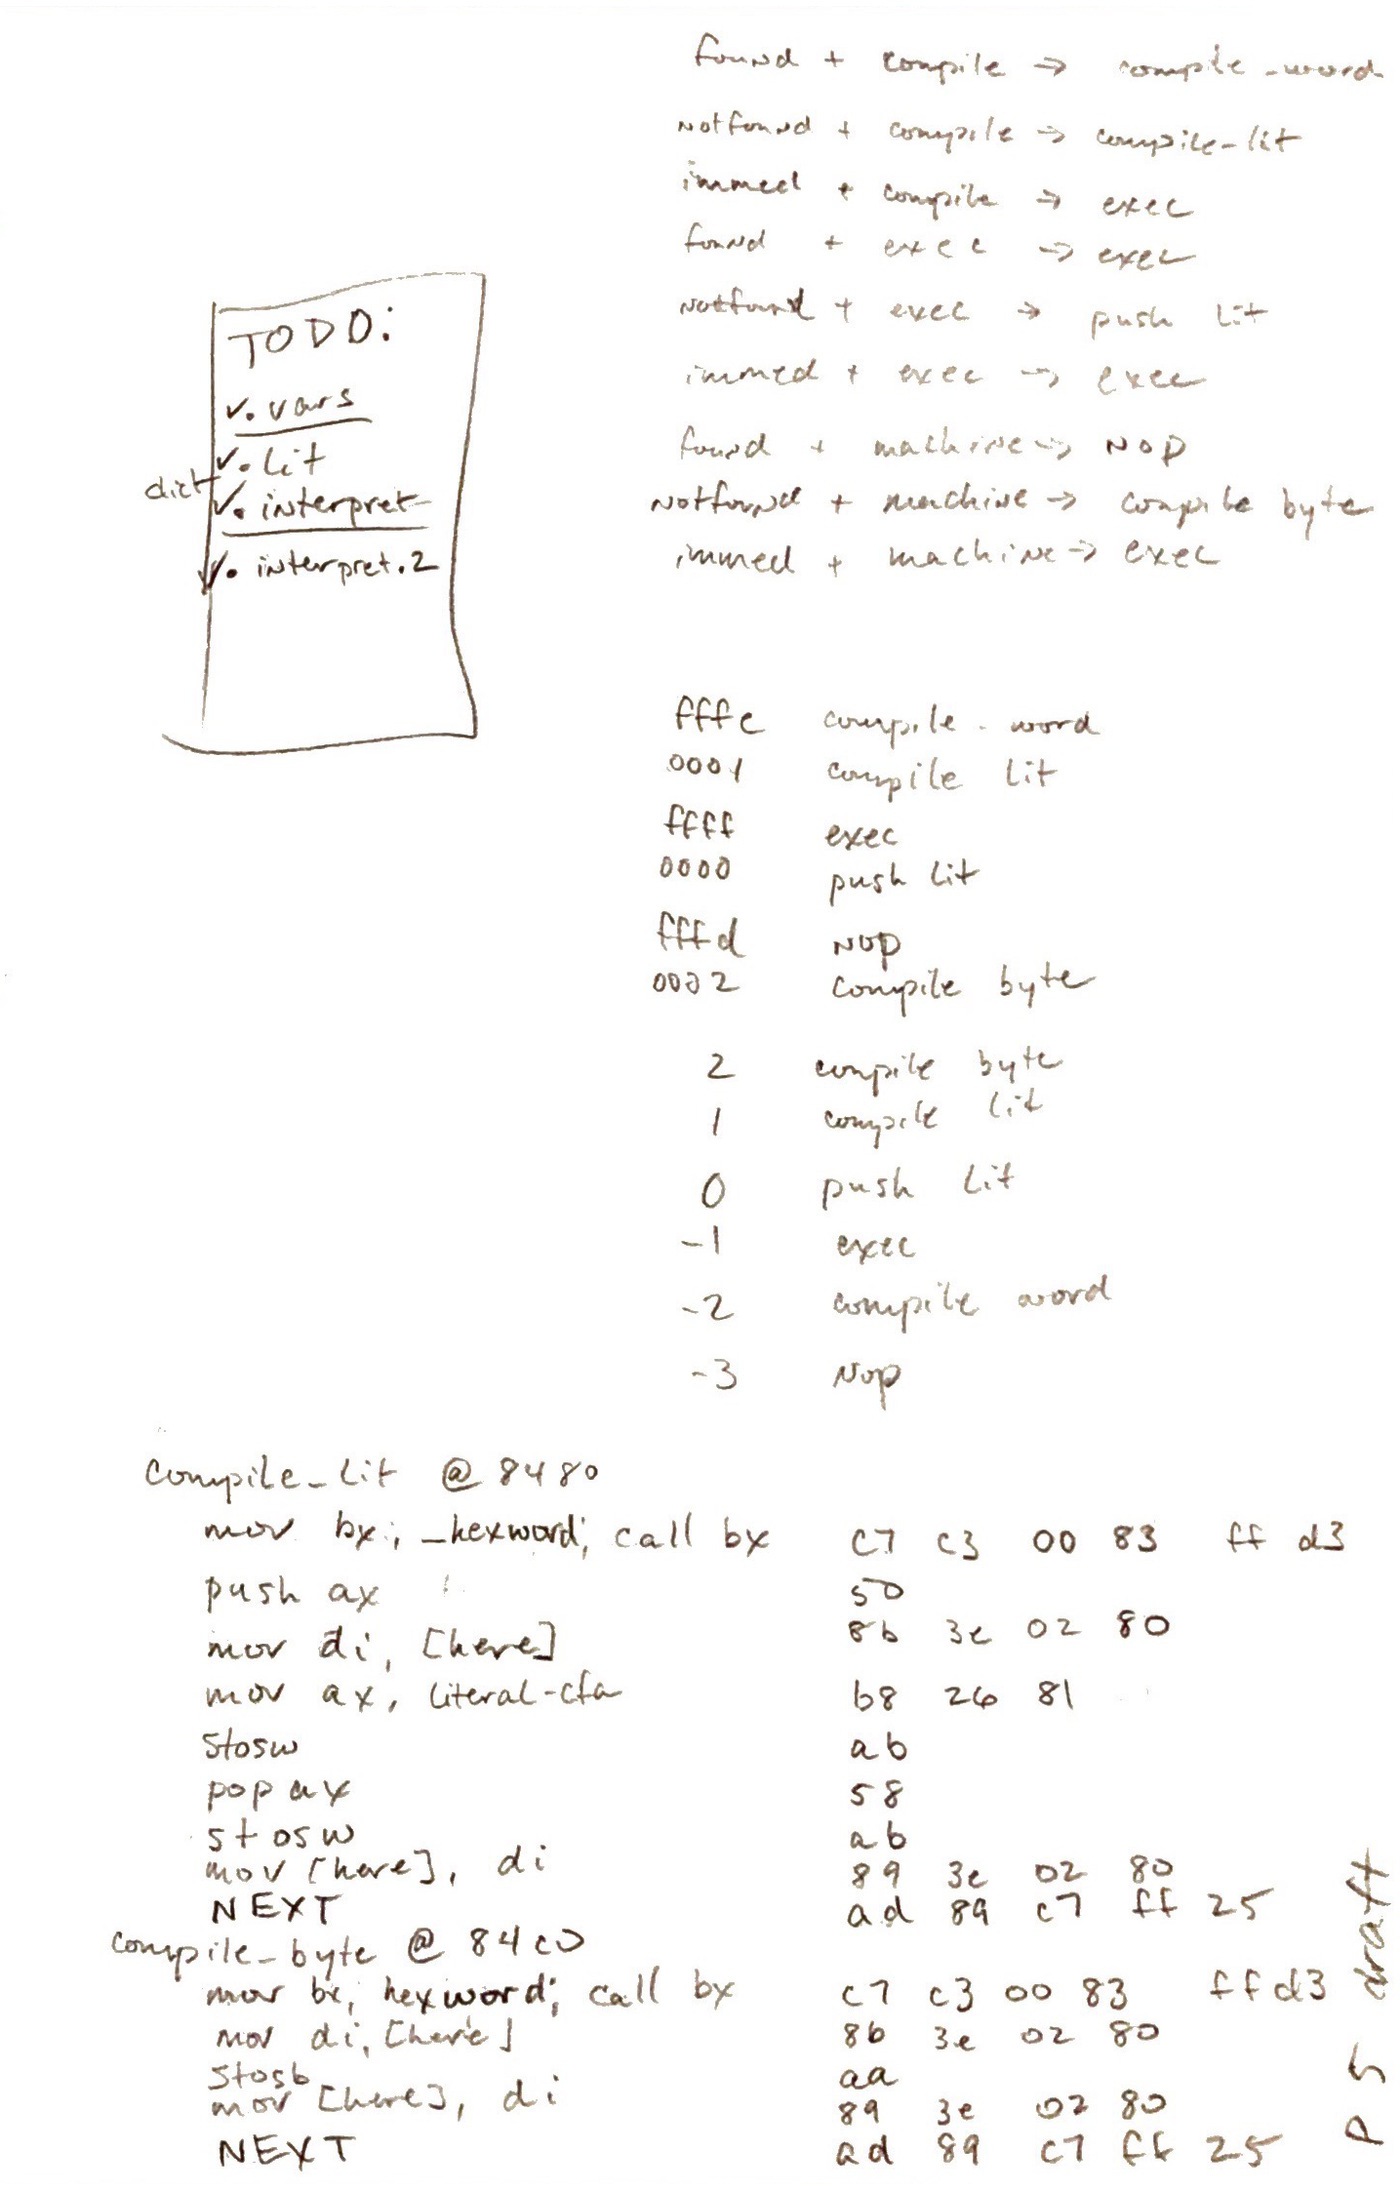 found + compile → compile_word
notfound + compile → compile-lit
immed + compile → exec
found + exec → exec
notfound + exec → push lit
immed + exec → exec
found + machine → NOP
notfound + machine → compile byte
immed + machine → exec
TODO:
✓. vars
✓. Lit
dict
✓. interpret
✓. interpret.2
fffe compile-word
0001 compile lit
ffff exec
0000 push lit
fffd NOP
0002 compile byte
2 compile byte
1 compile lit
0 push lit
-1 exec
-2 compile word
-3 Nop
compile_lit @ 8480
mov bx, _hexword; call bx c7 c3 00 83 ff d3
push ax 50
mov di, [here] 8b 3e 02 80
mov ax, literal-cfa b8 26 81
stosw ab
pop ax 58
stosw ab
mov [here], di 89 3e 02 80
NEXT ad 89 c7 ff 25
compile_byte @ 84c0
mov bx, hexword; call bx c7 c3 00 83 ff d3
mov di, [here] 8b 3e 02 80
stosb aa
mov [here], di 89 3e 02 80
NEXT ad 89 c7 ff 25
P 5 draft